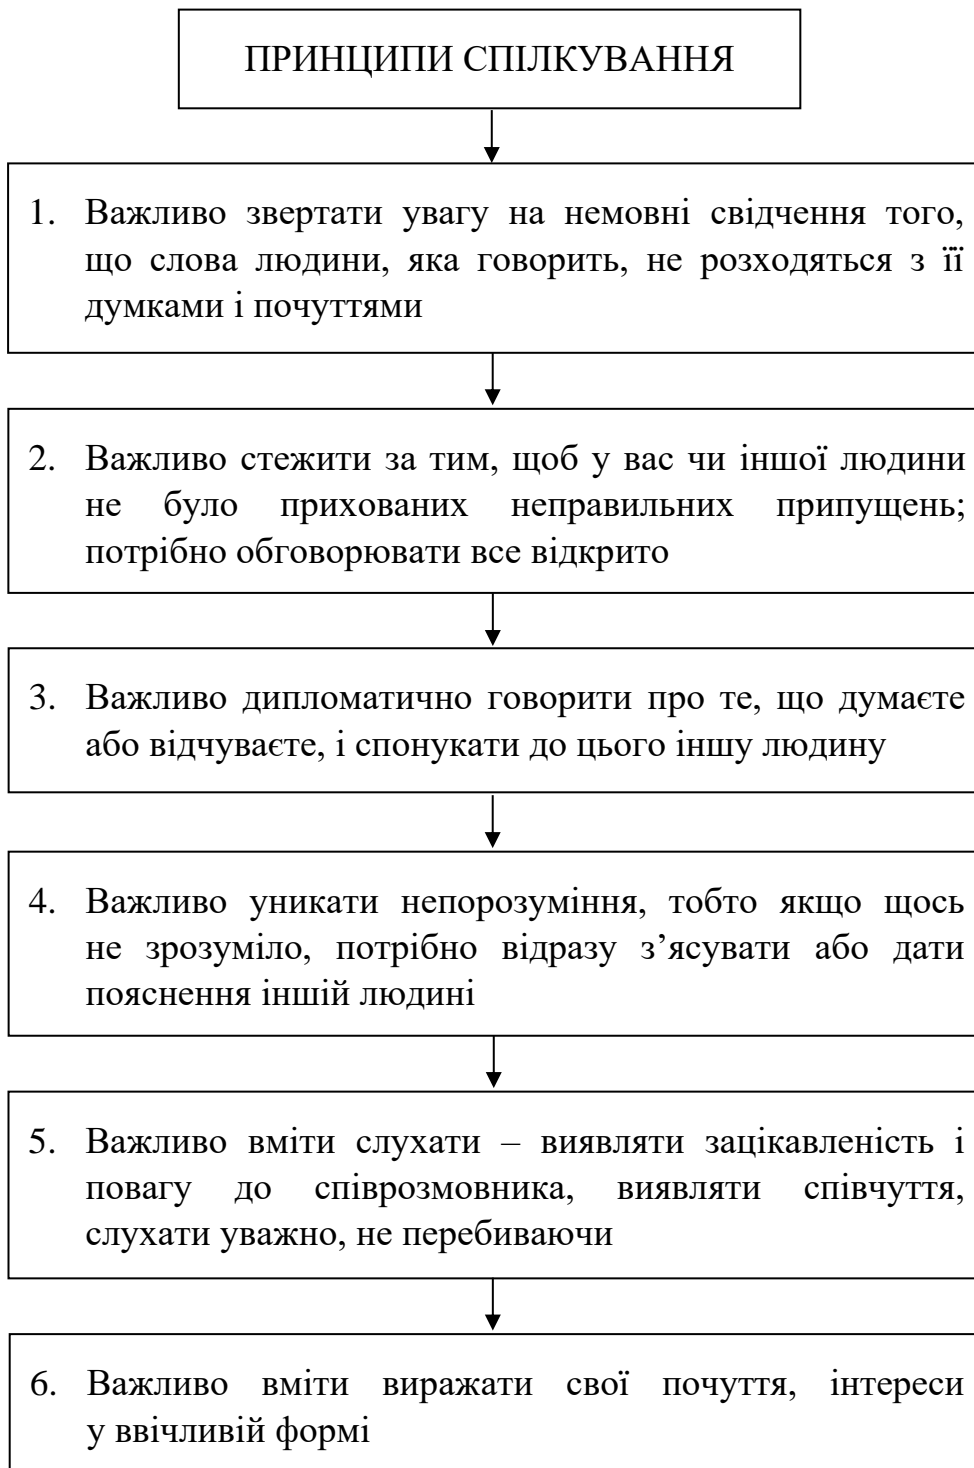 ПРИНЦИПИ СПІЛКУВАННЯ
1. Важливо звертати увагу на немовні свідчення того,
що слова людини, яка говорить, не розходяться з її
думками і почуттями
2. Важливо стежити за тим, щоб у вас чи іншої людини
не було прихованих неправильних припущень;
потрібно обговорювати все відкрито
3. Важливо дипломатично говорити про те, що думаєте
або відчуваєте, і спонукати до цього іншу людину
4. Важливо уникати непорозуміння, тобто якщо щось
не зрозуміло, потрібно відразу з’ясувати або дати
пояснення іншій людині
5. Важливо вміти слухати – виявляти зацікавленість і
повагу до співрозмовника, виявляти співчуття,
слухати уважно, не перебиваючи
6. Важливо вміти виражати свої почуття, інтереси
у ввічливій формі